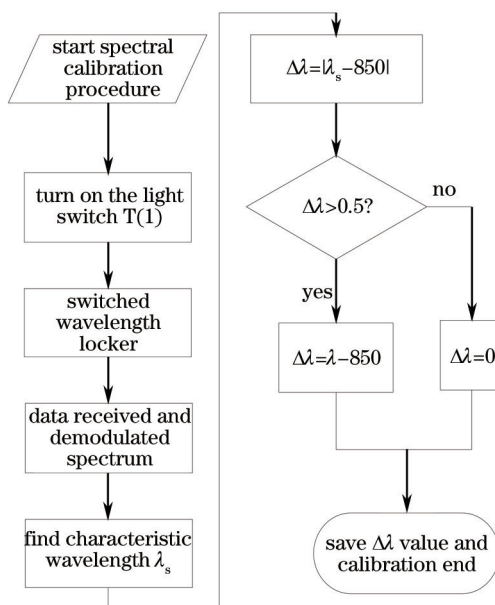 start spectral
calibration
procedure
turn on the light
switch T(1)
switched
wavelength
locker
data received and
demodulated
spectrum
find characteristic
wavelength λs
Δλ=|λs−850|
Δλ>0.5?
no
yes
Δλ=λ−850
Δλ=0
save Δλ value and
calibration end